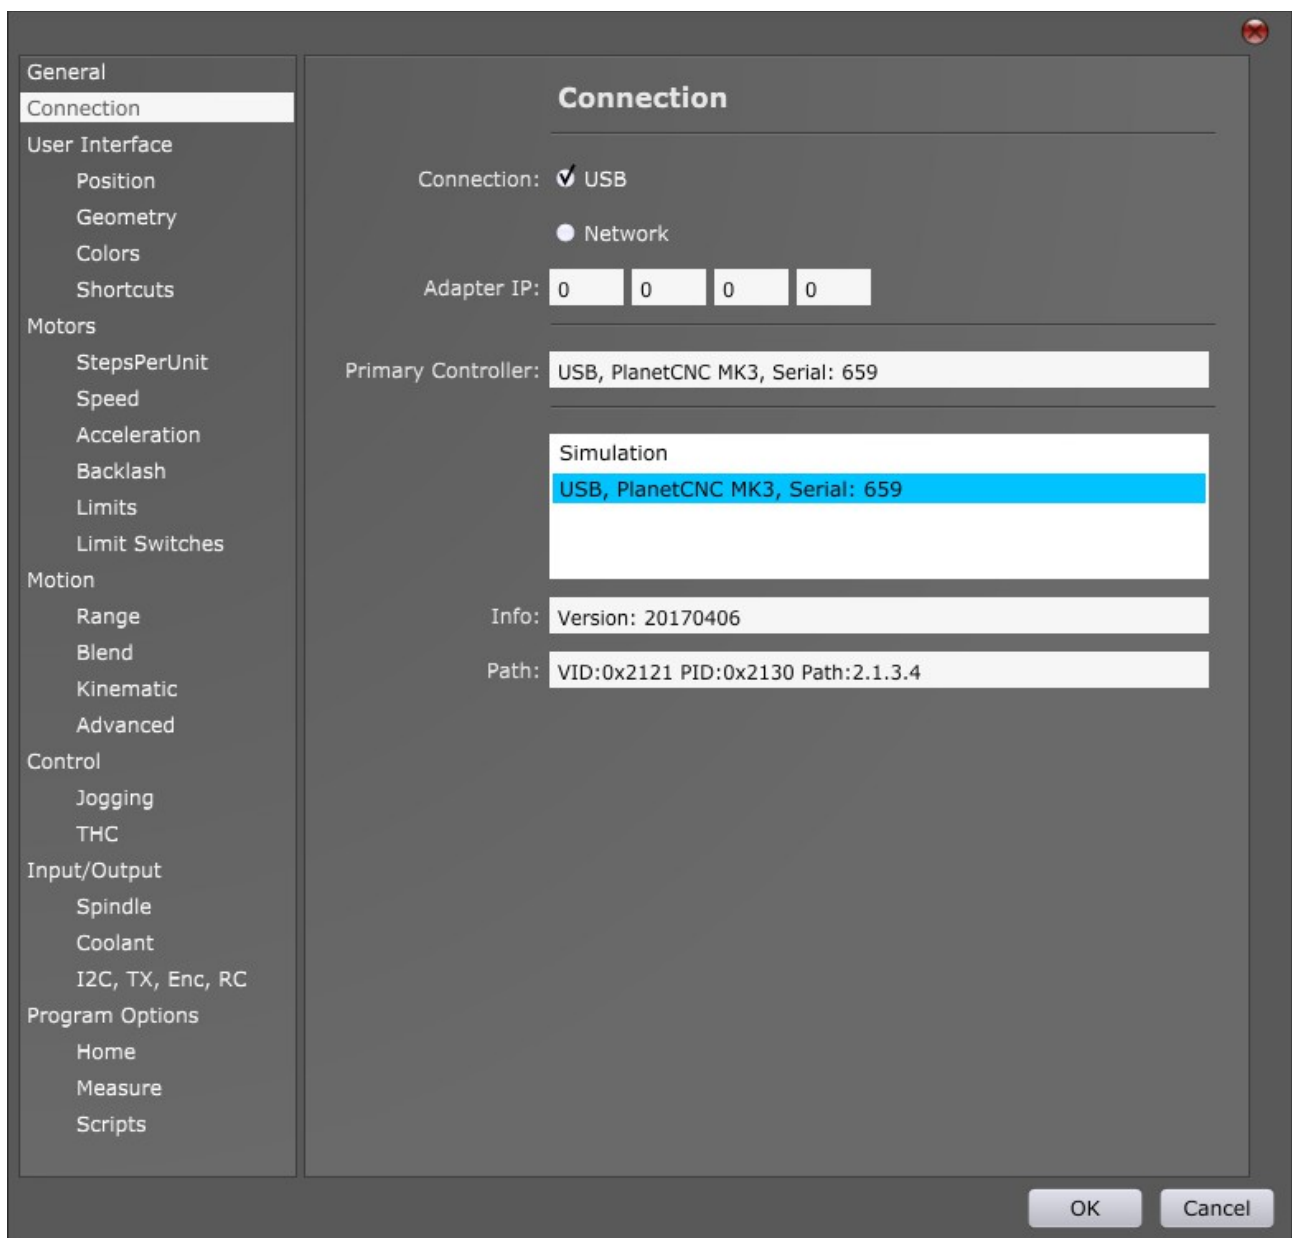 General
Connection
User Interface
Position
Geometry
Colors
Shortcuts
Motors
StepsPerUnit
Speed
Acceleration
Backlash
Limits
Limit Switches
Motion
Range
Blend
Kinematic
Advanced
Control
Jogging
THC
Input/Output
Spindle
Coolant
I2C, TX, Enc, RC
Program Options
Home
Measure
Scripts
Connection
Connection: USB
Network
Adapter IP: 0 0 0 0
Primary Controller: USB, PlanetCNC MK3, Serial: 659
Simulation
USB, PlanetCNC MK3, Serial: 659
Info: Version: 20170406
Path: VID:0x2121 PID:0x2130 Path:2.1.3.4
OK Cancel